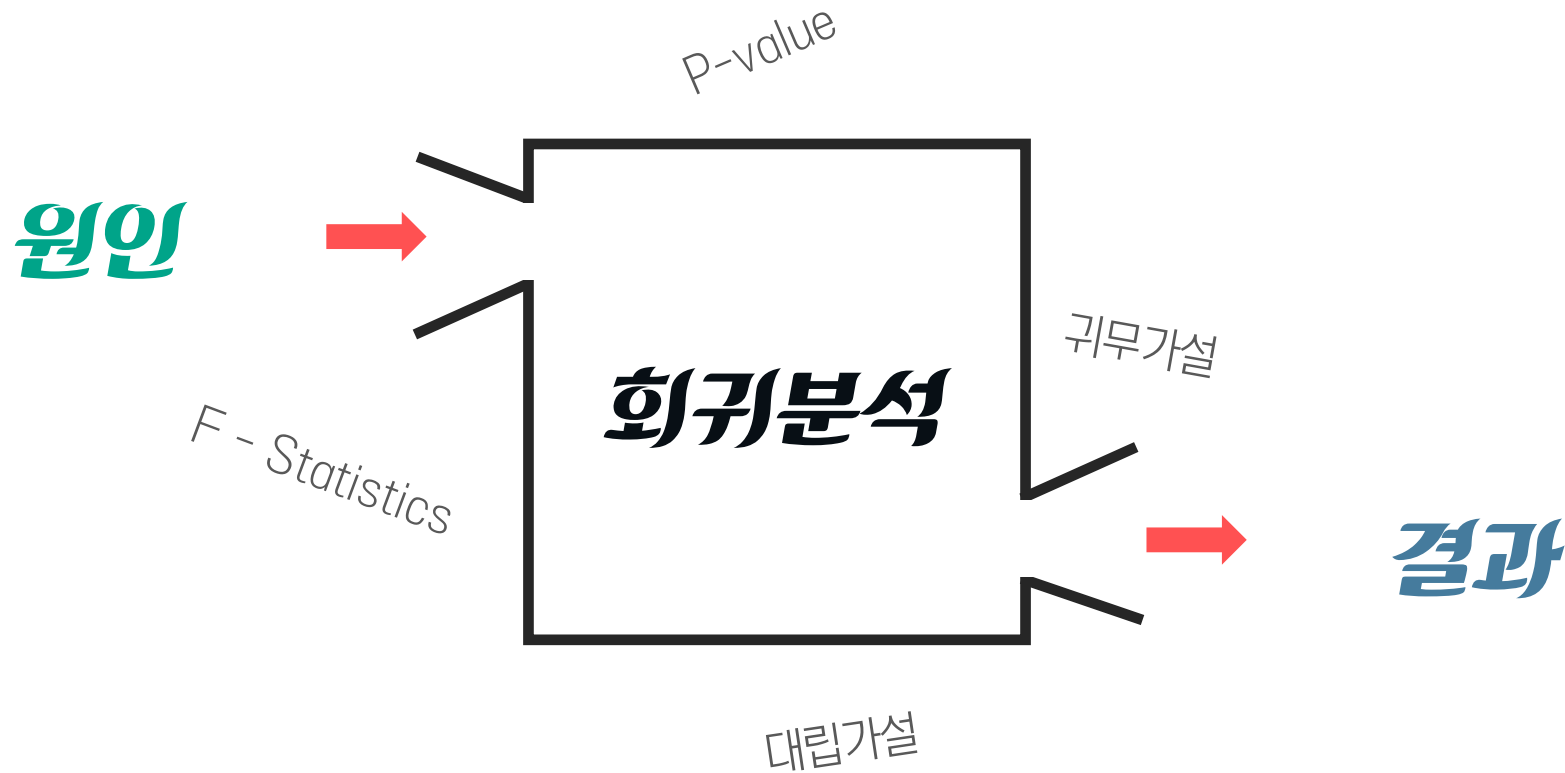 P-value
원인
귀무가설
회귀분석
F - Statistics
결과
대립가설